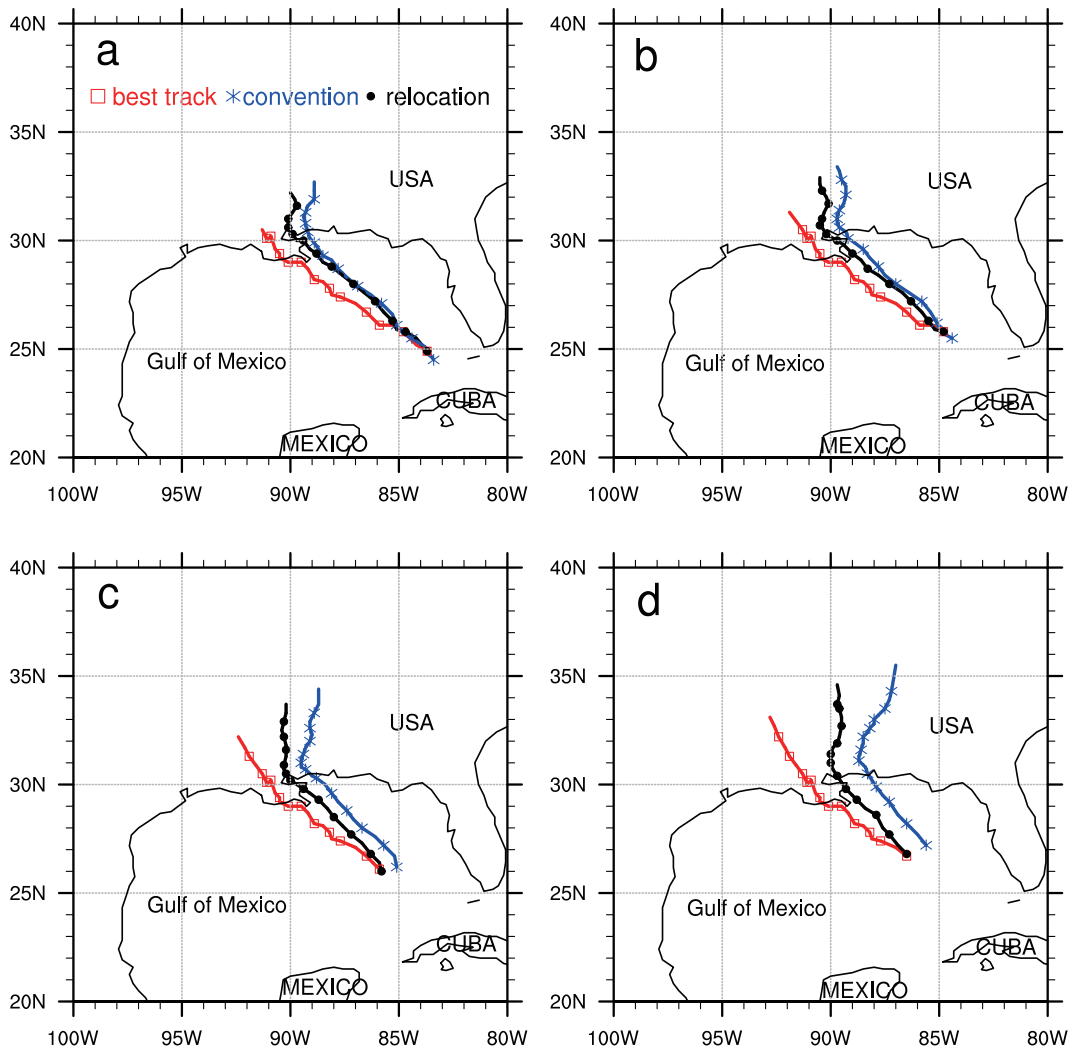 40N 40N
a b
□ best track ✳convention ● relocation
35N 35N
USA USA
30N 30N
25N 25N
Gulf of Mexico Gulf of Mexico
CUBA CUBA
MEXICO MEXICO
20N 20N
100W 95W 90W 85W 80W 100W 95W 90W 85W 80W
40N 40N
c d
35N 35N
USA USA
30N 30N
25N 25N
Gulf of Mexico Gulf of Mexico
CUBA CUBA
MEXICO MEXICO
20N 20N
100W 95W 90W 85W 80W 100W 95W 90W 85W 80W